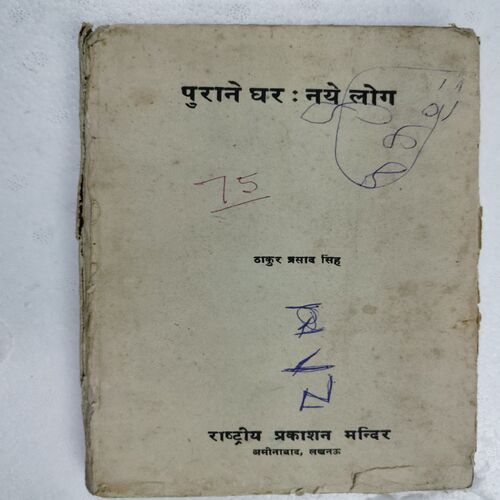 पुराने घर : नये लोग
75
ठाकुर प्रसाद सिंह
राष्ट्रीय प्रकाशन मन्दिर
अमीनाबाद, लखनऊ